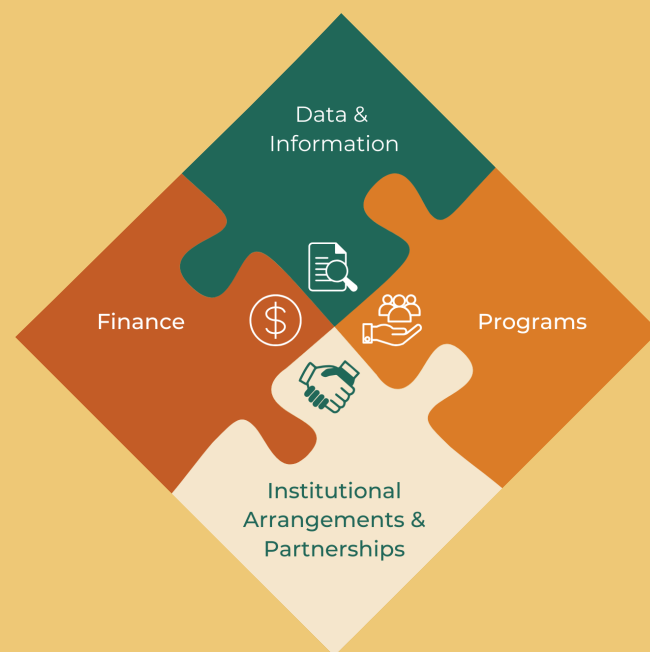 Data &
Information
Finance
Programs
Institutional
Arrangements &
Partnerships